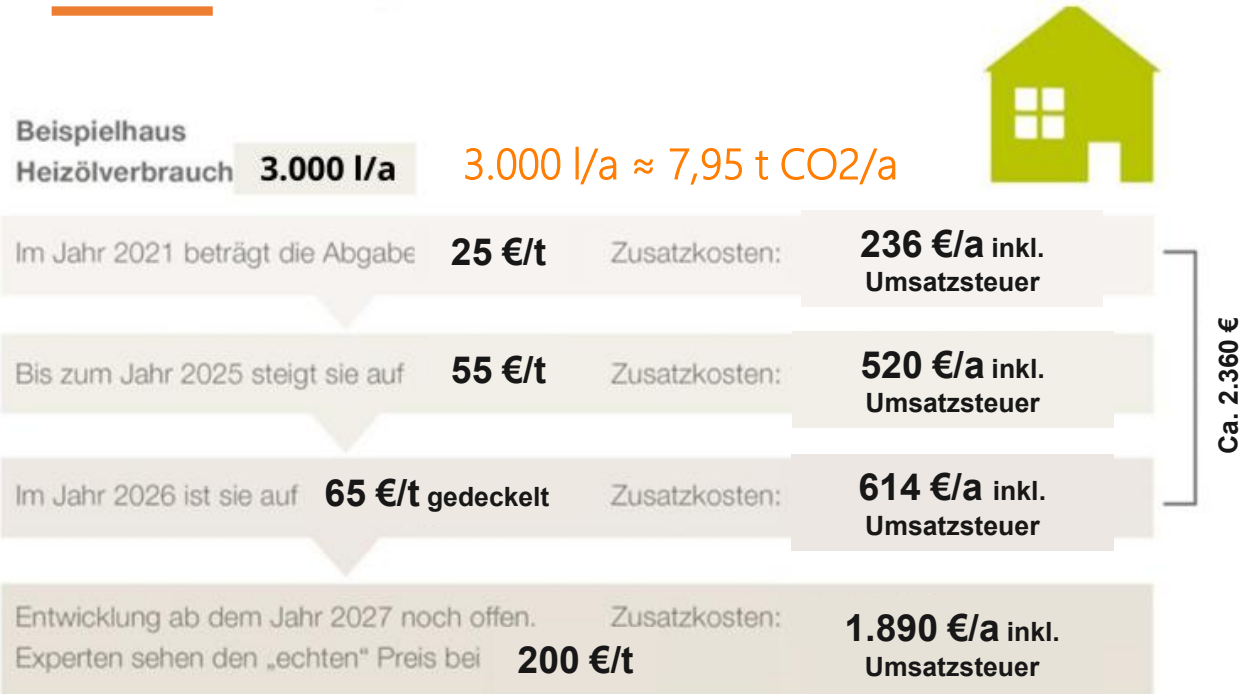 Beispielhaus
Heizölverbrauch 3.000 l/a 3.000 l/a ≈ 7,95 t CO2/a
Im Jahr 2021 beträgt die Abgabe 25 €/t Zusatzkosten: 236 €/a inkl.
Umsatzsteuer
Bis zum Jahr 2025 steigt sie auf 55 €/t Zusatzkosten: 520 €/a inkl.
Umsatzsteuer
Im Jahr 2026 ist sie auf 65 €/t gedeckelt Zusatzkosten: 614 €/a inkl.
Umsatzsteuer
Ca. 2.360 €
Entwicklung ab dem Jahr 2027 noch offen. Zusatzkosten: 1.890 €/a inkl.
Experten sehen den „echten" Preis bei 200 €/t Umsatzsteuer